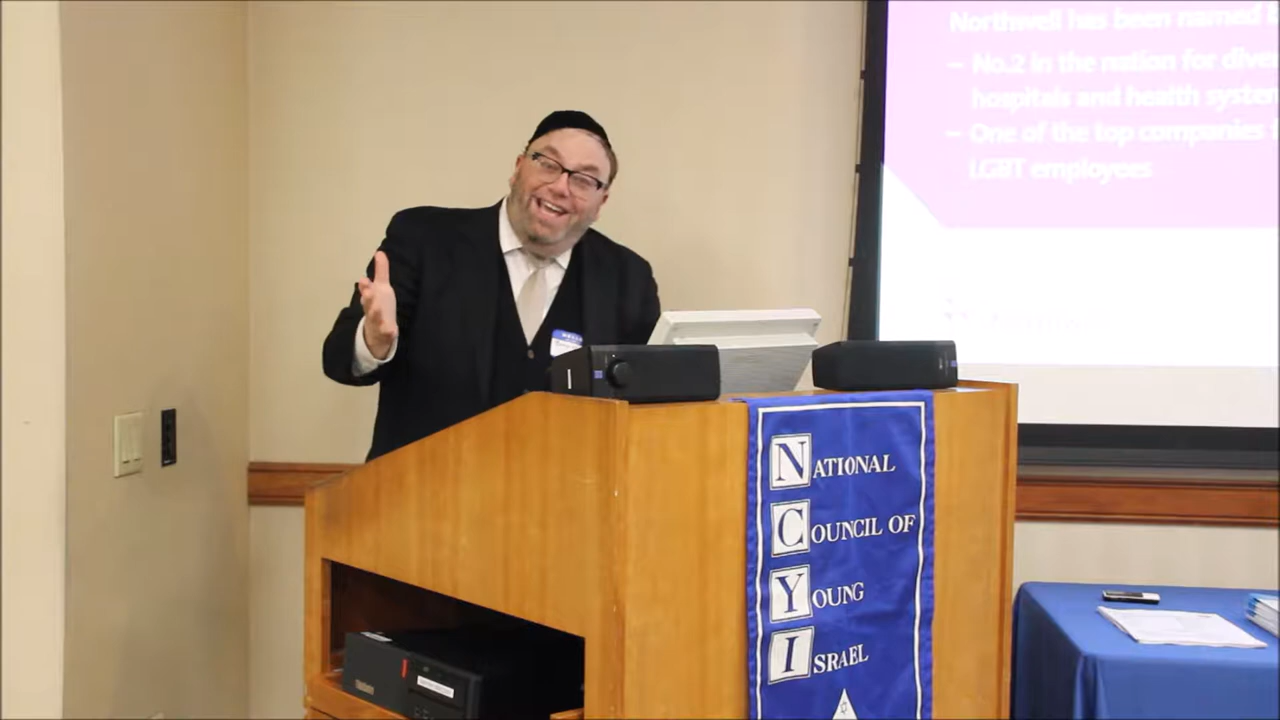 Northwell has been named
– No.2 in the nation for
hospitals and health
– One of the top companies
LGBT employees
HELLO
NATIONAL
COUNCIL OF
YOUNG
ISRAEL